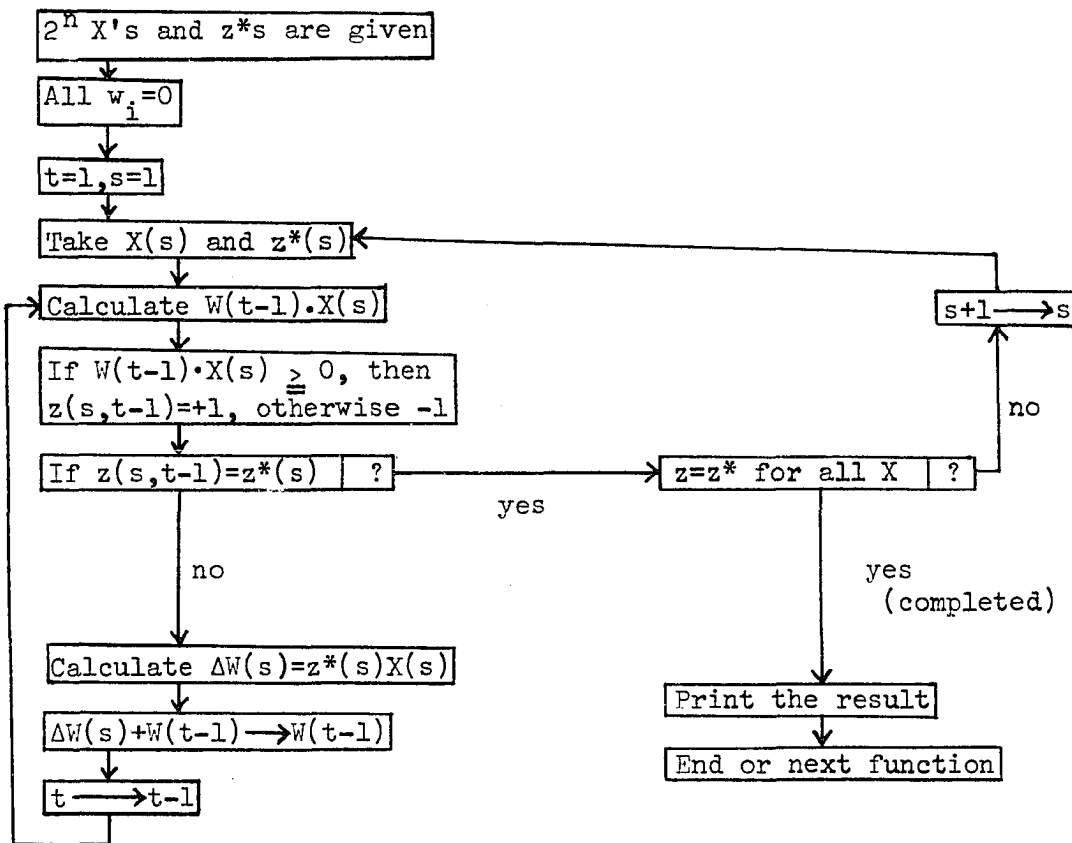 2^n X's and z*s are given
All w_i=0
t=1,s=1
Take X(s) and z*(s)
Calculate W(t-1)·X(s)
s+1⟶s
If W(t-1)·X(s) ≧ 0, then
z(s,t-1)=+1, otherwise -1
no
If z(s,t-1)=z*(s) ?
z=z* for all X ?
yes
no
yes
(completed)
Calculate ΔW(s)=z*(s)X(s)
Print the result
ΔW(s)+W(t-1)⟶W(t-1)
End or next function
t⟶t-1